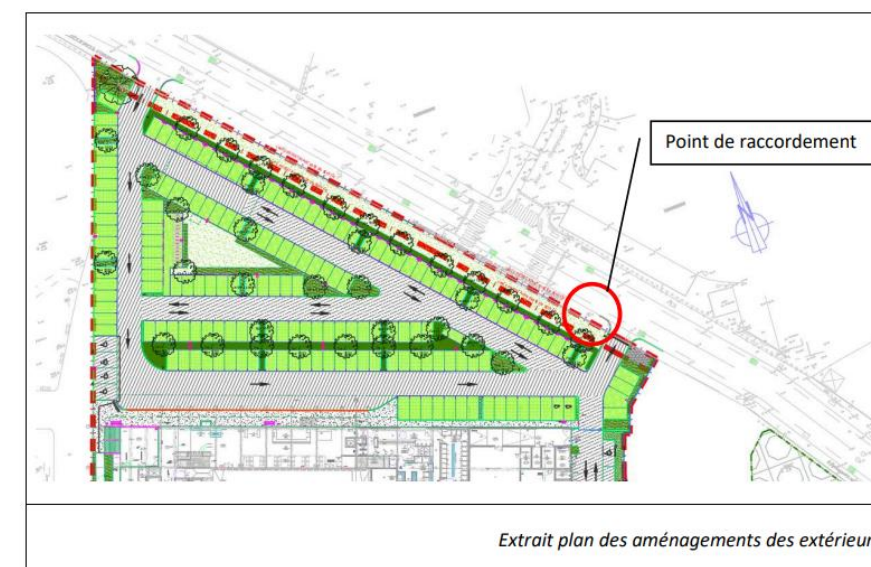 Point de raccordement
Extrait plan des aménagements des extérieur